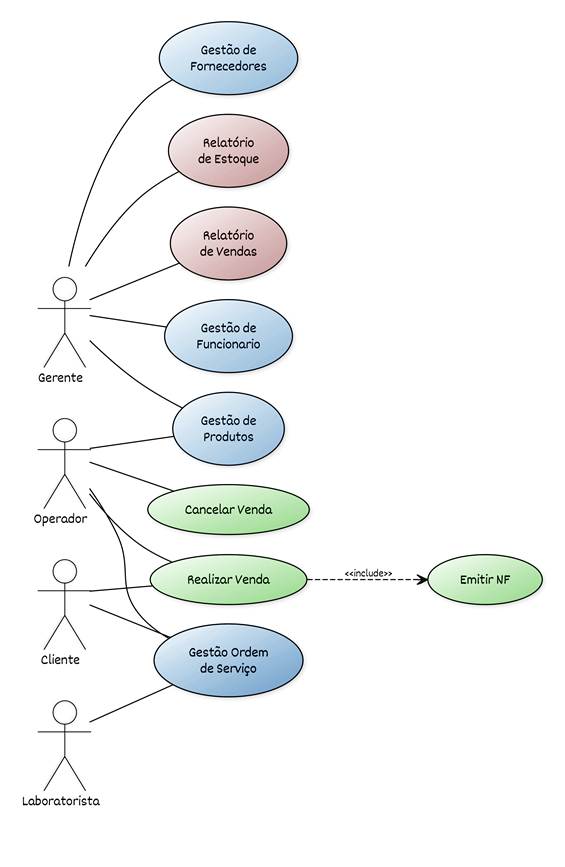 Gestão de
Fornecedores
Relatório
de Estoque
Relatório
de Vendas
Gestão de
Funcionario
Gerente
Gestão de
Produtos
Operador
Cancelar Venda
Realizar Venda
<<include>>
Emitir NF
Cliente
Gestão Ordem
de Serviço
Laboratorista